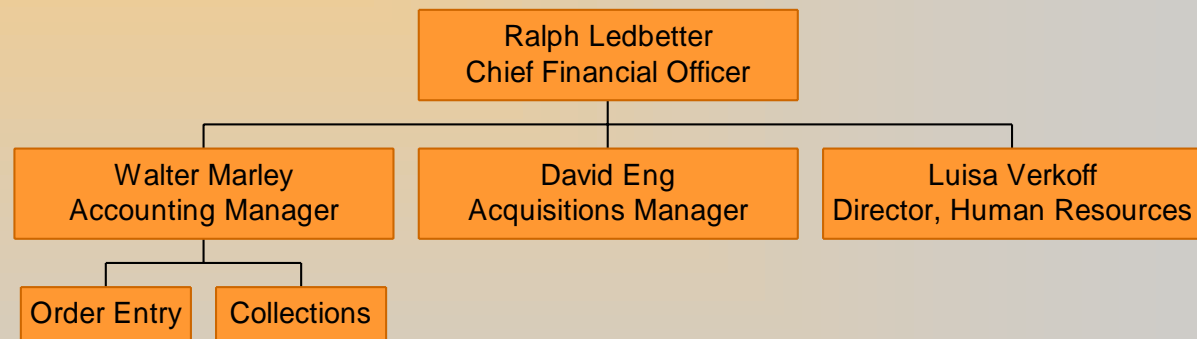 Ralph Ledbetter
Chief Financial Officer
Walter Marley
Accounting Manager
David Eng
Acquisitions Manager
Luisa Verkoff
Director, Human Resources
Order Entry
Collections